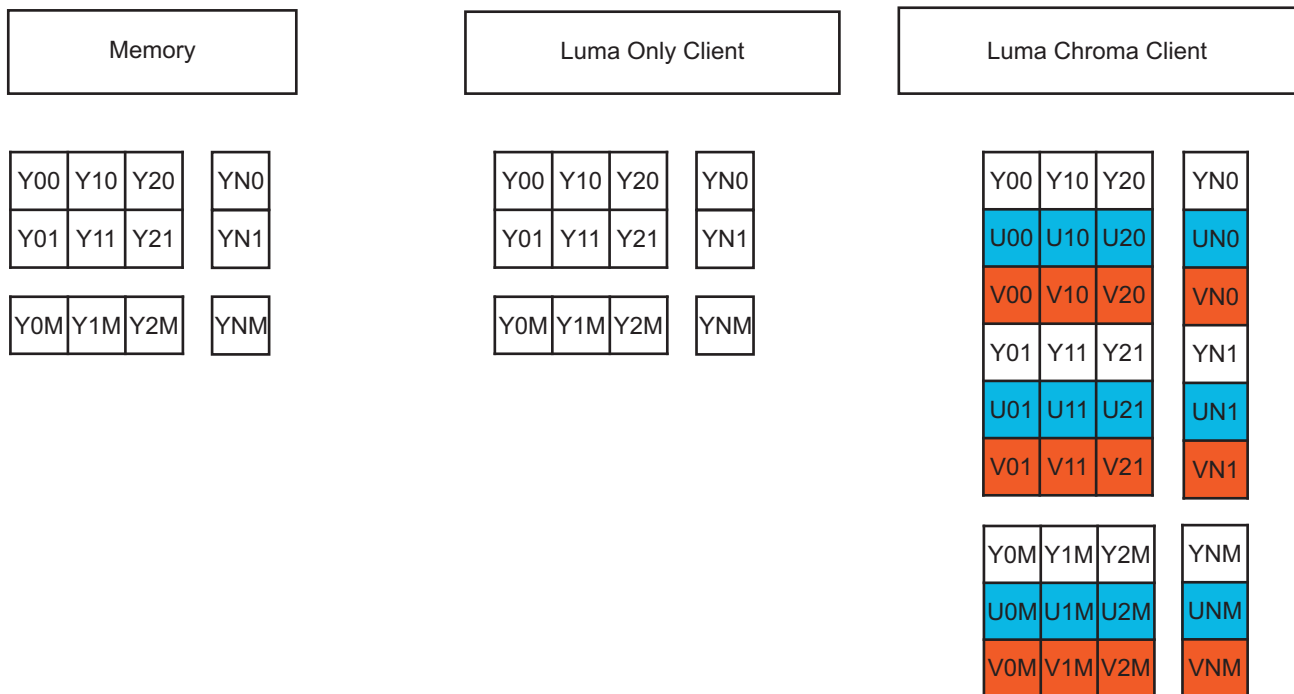 Memory
Luma Only Client
Luma Chroma Client
Y00 Y10 Y20 YN0
Y01 Y11 Y21 YN1
Y0M Y1M Y2M YNM
Y00 Y10 Y20 YN0
Y01 Y11 Y21 YN1
Y0M Y1M Y2M YNM
Y00 Y10 Y20 YN0
U00 U10 U20 UN0
V00 V10 V20 VN0
Y01 Y11 Y21 YN1
U01 U11 U21 UN1
V01 V11 V21 VN1
Y0M Y1M Y2M YNM
U0M U1M U2M UNM
V0M V1M V2M VNM